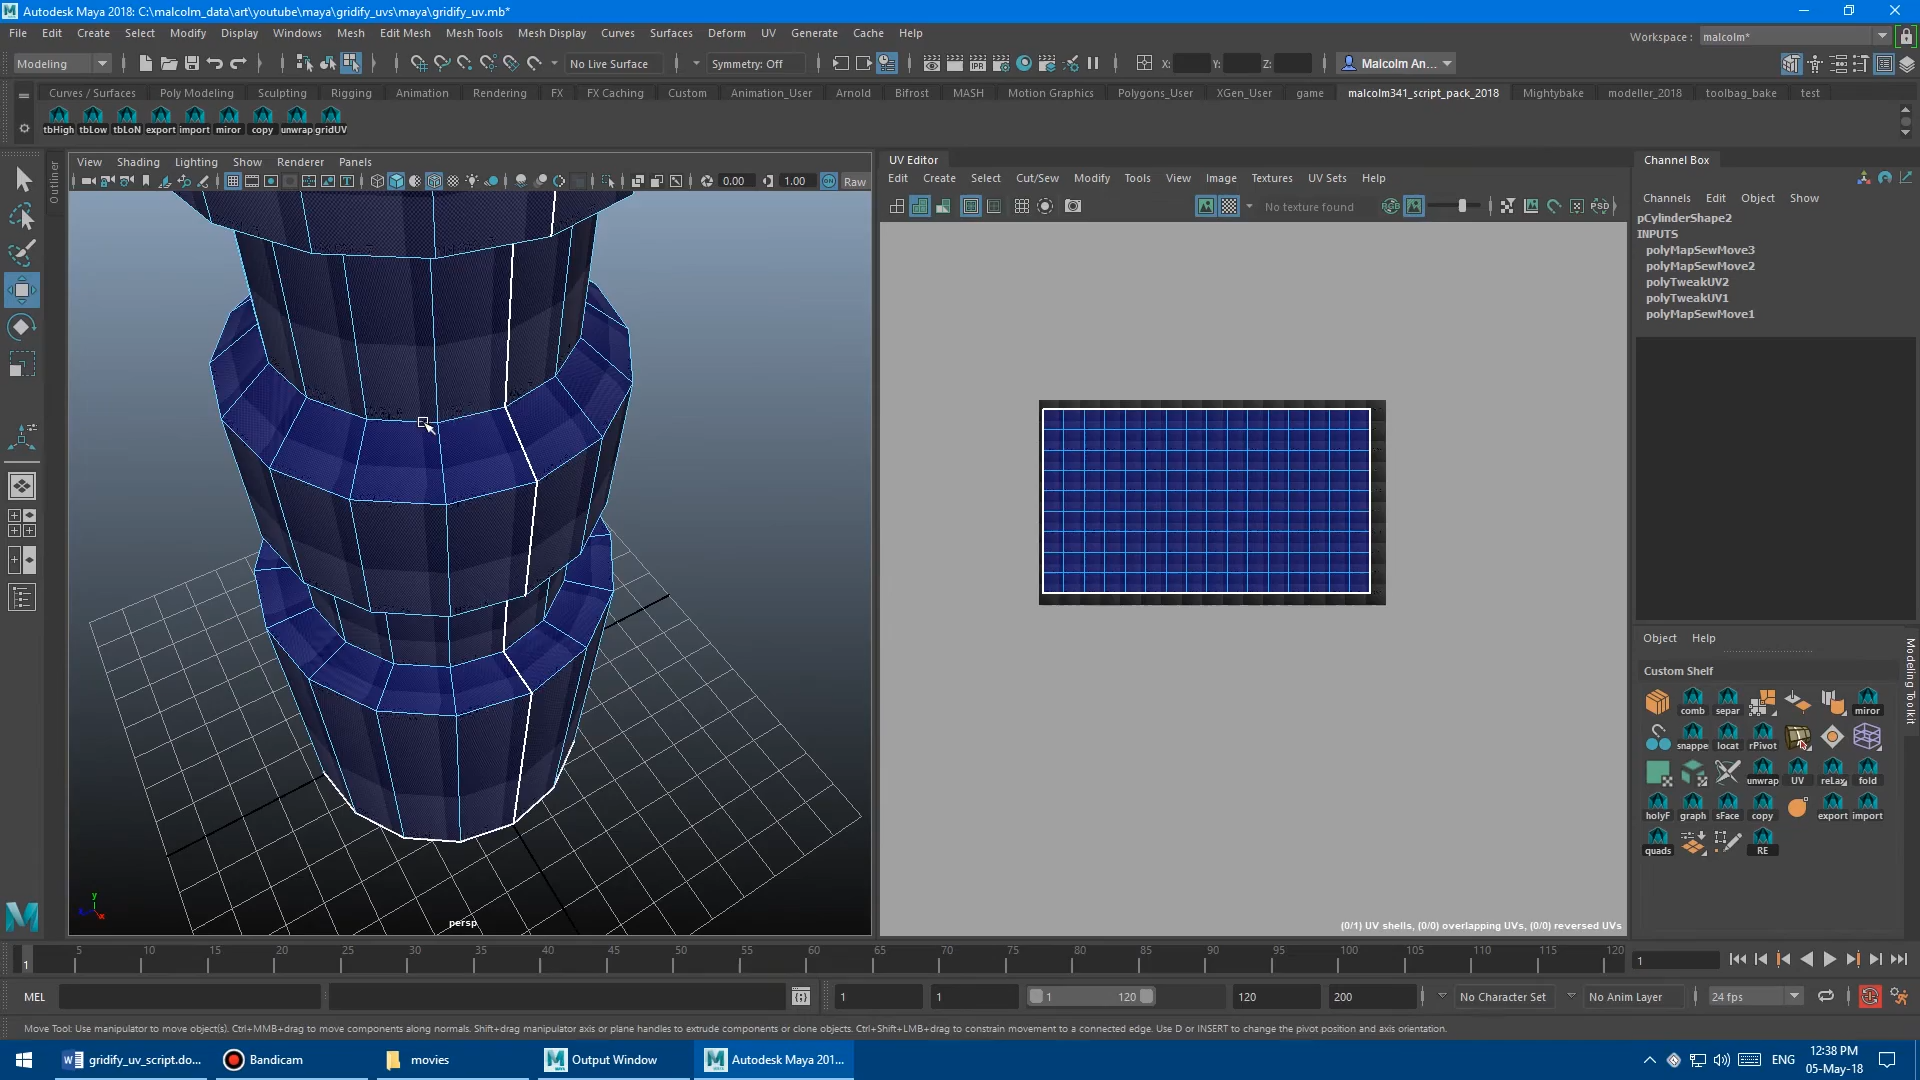 Autodesk Maya 2018: C:\malcolm_data\art\youtube\maya\gridify_uvs\maya\gridify_uv.mb*
File Edit Create Select Modify Display Windows Mesh Edit Mesh Mesh Tools Mesh Display Curves Surfaces Deform UV Generate Cache Help
Workspace : malcolm*
Modeling No Live Surface Symmetry: Off X: Y: Z: Malcolm An...
Curves / Surfaces Poly Modeling Sculpting Rigging Animation Rendering FX FX Caching Custom Animation_User Arnold Bifrost MASH Motion Graphics Polygons_User XGen_User game malcolm341_script_pack_2018 Mightybake modeller_2018 toolbag_bake test
tbHigh tbLow tbLoN export import miror copy unwrap gridUV
Outliner
View Shading Lighting Show Renderer Panels
0.00 1.00 Raw
persp
UV Editor
Edit Create Select Cut/Sew Modify Tools View Image Textures UV Sets Help
No texture found
(0/1) UV shells, (0/0) overlapping UVs, (0/0) reversed UVs
Channel Box
Channels Edit Object Show
pCylinderShape2
INPUTS
polyMapSewMove3
polyMapSewMove2
polyTweakUV2
polyTweakUV1
polyMapSewMove1
Object Help
Custom Shelf
comb separ miror
snappe locat rPivot
unwrap UV reLax fold
holyF graph sFace copy export import
quads RE
Modeling Toolkit
5 10 15 20 25 30 35 40 45 50 55 60 65 70 75 80 85 90 95 100 105 110 115 120
1 1
MEL 1 1 1 120 120 200 No Character Set No Anim Layer 24 fps
Move Tool: Use manipulator to move object(s). Ctrl+MMB+drag to move components along normals. Shift+drag manipulator axis or plane handles to extrude components or clone objects. Ctrl+Shift+LMB+drag to constrain movement to a connected edge. Use D or INSERT to change the pivot position and axis orientation.
gridify_uv_script.do... Bandicam movies Output Window Autodesk Maya 201...
ENG
12:38 PM
05-May-18